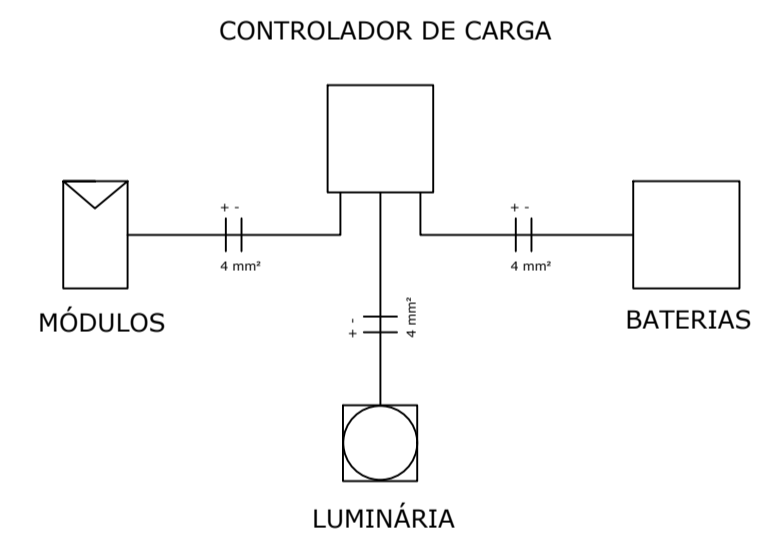 CONTROLADOR DE CARGA
+ -
4 mm²
+ -
4 mm²
+ -
4 mm²
MÓDULOS
BATERIAS
LUMINÁRIA